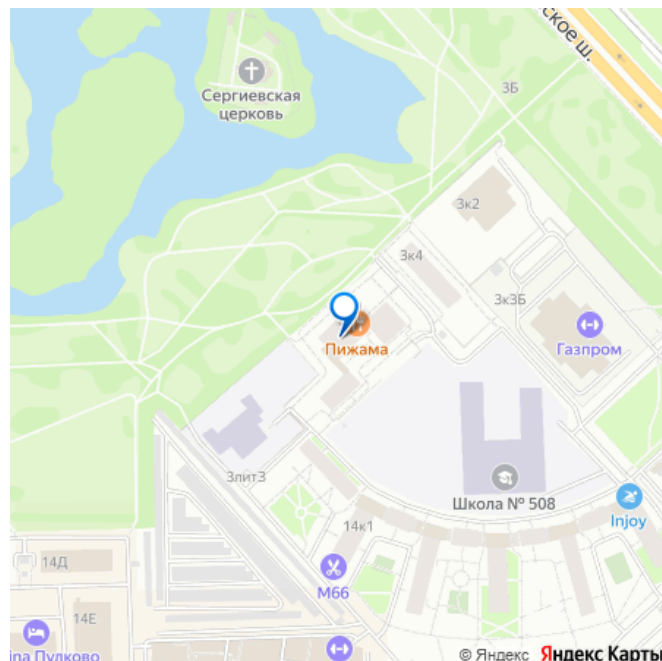 ское ш.
3Б
Сергиевская
церковь
3к2
3к4
3к3Б
Газпром
Пижама
3лит3
Школа № 508
14к1
Injoy
14Д
М66
14Е
ina Пулково
© Яндекс Яндекс Карты